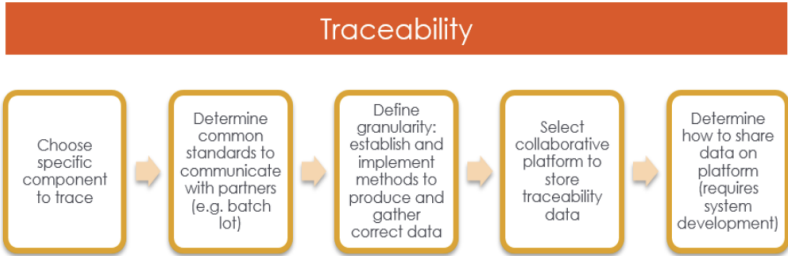 Traceability
Choose
specific
component
to trace
Determine
common
standards to
communicate
with partners
(e.g. batch
lot)
Define
granularity:
establish and
implement
methods to
produce and
gather
correct data
Select
collaborative
platform to
store
traceability
data
Determine
how to share
data on
platform
(requires
system
development)